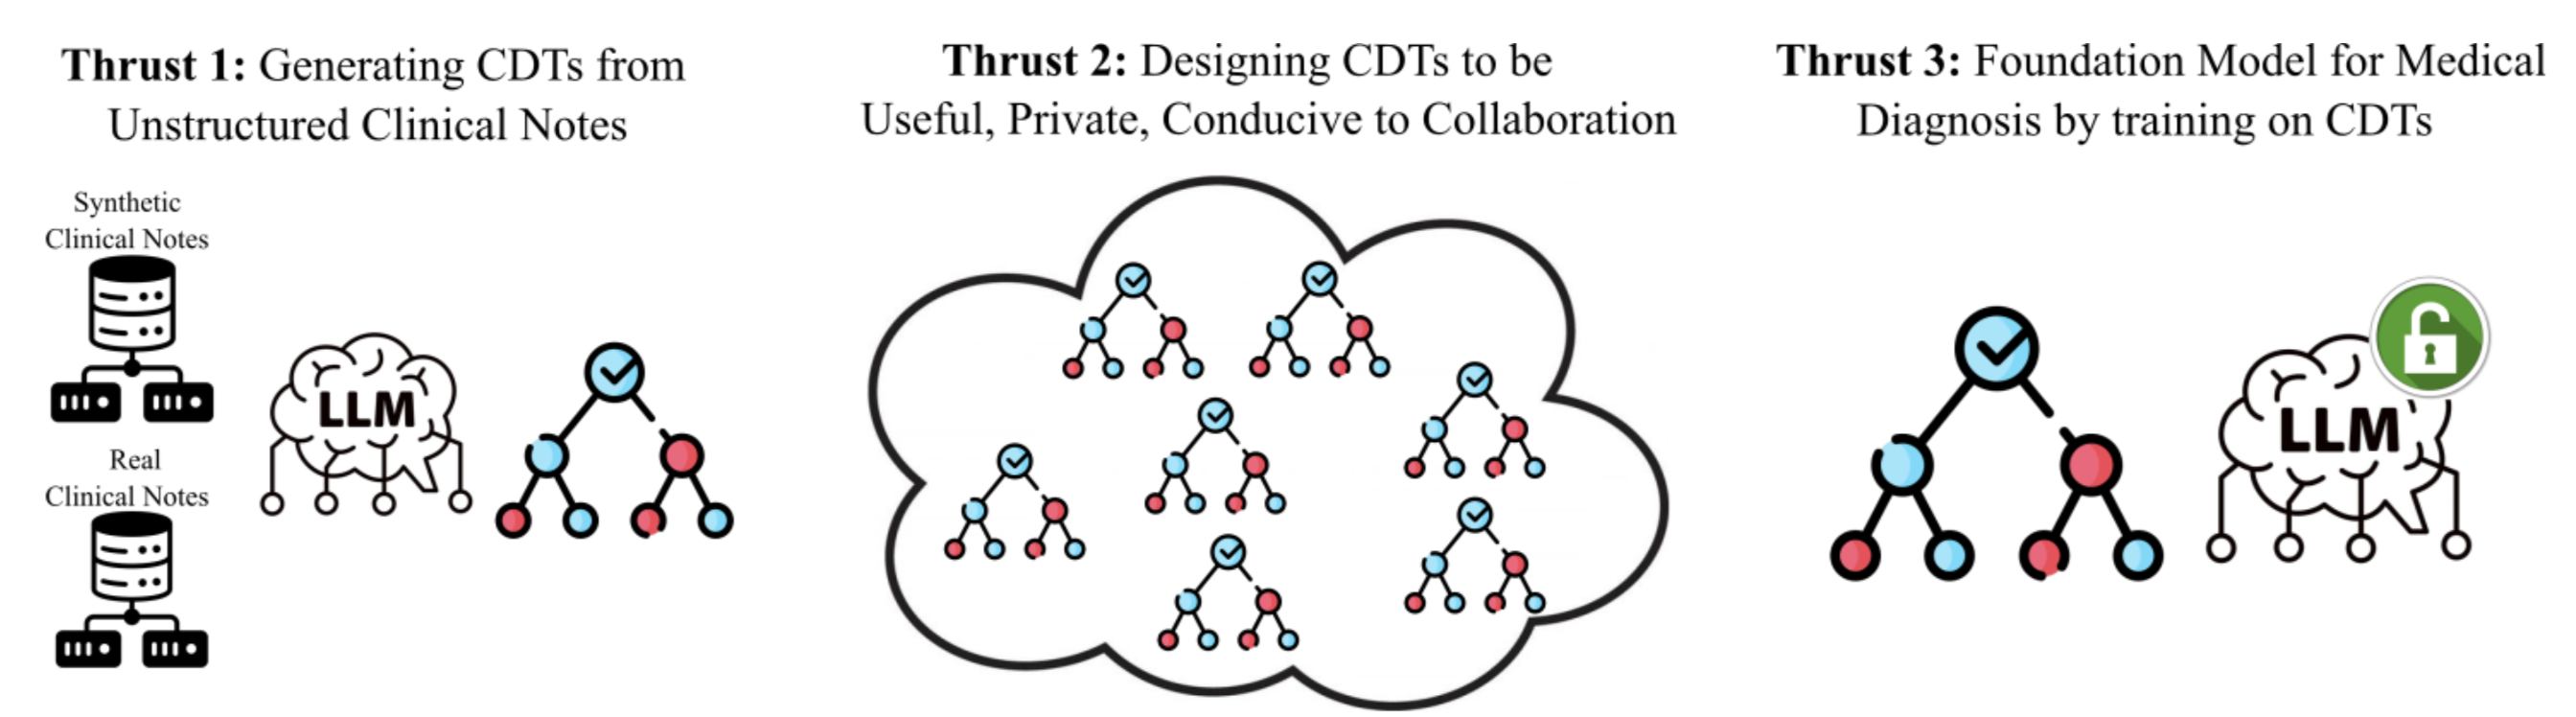 Thrust 1: Generating CDTs from
Unstructured Clinical Notes
Synthetic
Clinical Notes
LLM
Real
Clinical Notes
Thrust 2: Designing CDTs to be
Useful, Private, Conducive to Collaboration
Thrust 3: Foundation Model for Medical
Diagnosis by training on CDTs
LLM